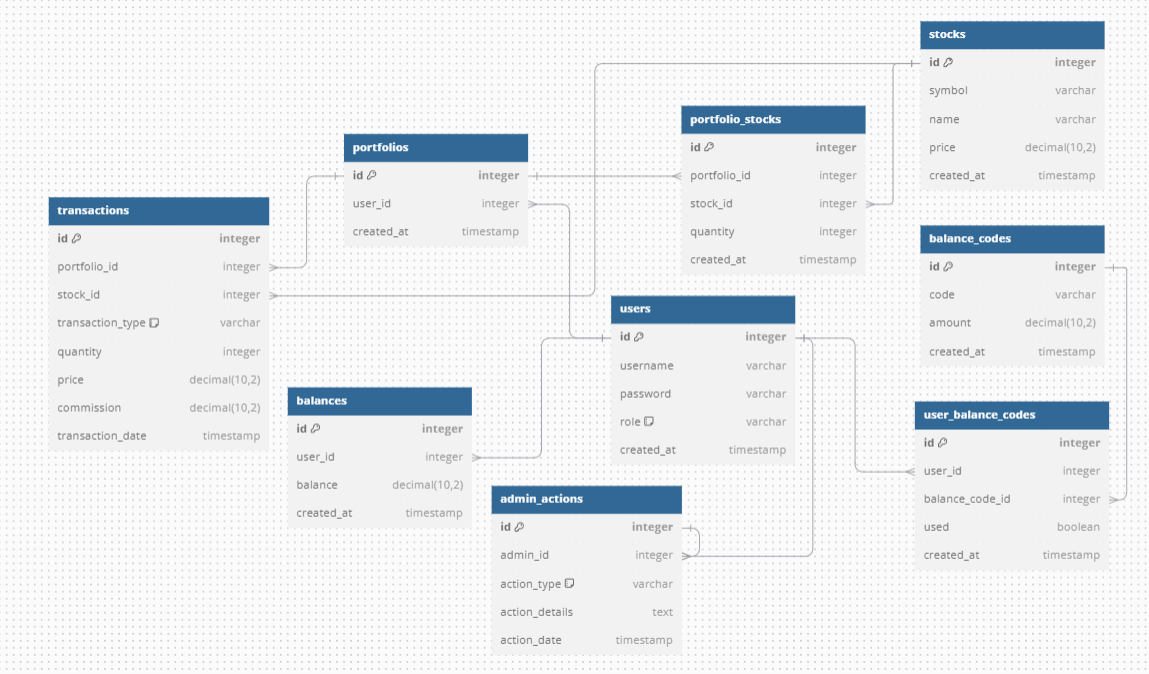 stocks
id integer
symbol varchar
name varchar
price decimal(10,2)
created_at timestamp
portfolio_stocks
id integer
portfolio_id integer
stock_id integer
quantity integer
created_at timestamp
portfolios
id integer
user_id integer
created_at timestamp
transactions
id integer
portfolio_id integer
stock_id integer
transaction_type varchar
quantity integer
price decimal(10,2)
commission decimal(10,2)
transaction_date timestamp
balance_codes
id integer
code varchar
amount decimal(10,2)
created_at timestamp
users
id integer
username varchar
password varchar
role varchar
created_at timestamp
balances
id integer
user_id integer
balance decimal(10,2)
created_at timestamp
user_balance_codes
id integer
user_id integer
balance_code_id integer
used boolean
created_at timestamp
admin_actions
id integer
admin_id integer
action_type varchar
action_details text
action_date timestamp